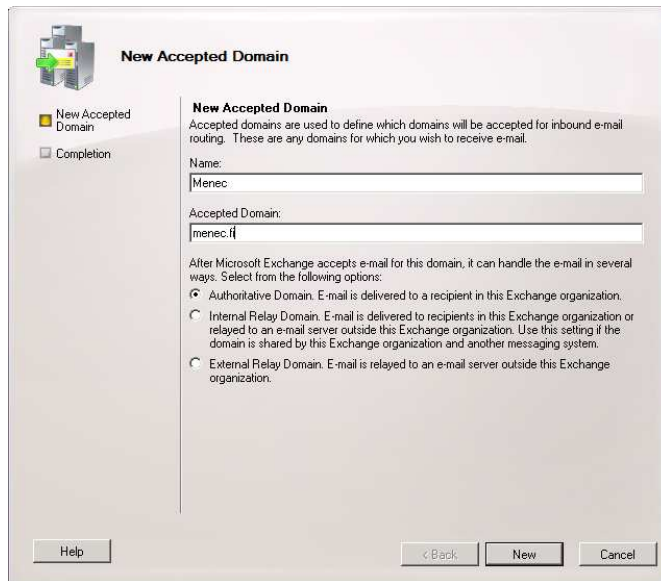 New Accepted Domain
New Accepted
Domain
Completion
New Accepted Domain
Accepted domains are used to define which domains will be accepted for inbound e-mail
routing. These are any domains for which you wish to receive e-mail.
Name:
Menec
Accepted Domain:
menec.fi
After Microsoft Exchange accepts e-mail for this domain, it can handle the e-mail in several
ways. Select from the following options:
Authoritative Domain. E-mail is delivered to a recipient in this Exchange organization.
Internal Relay Domain. E-mail is delivered to recipients in this Exchange organization or
relayed to an e-mail server outside this Exchange organization. Use this setting if the
domain is shared by this Exchange organization and another messaging system.
External Relay Domain. E-mail is relayed to an e-mail server outside this Exchange
organization.
Help
< Back
New
Cancel